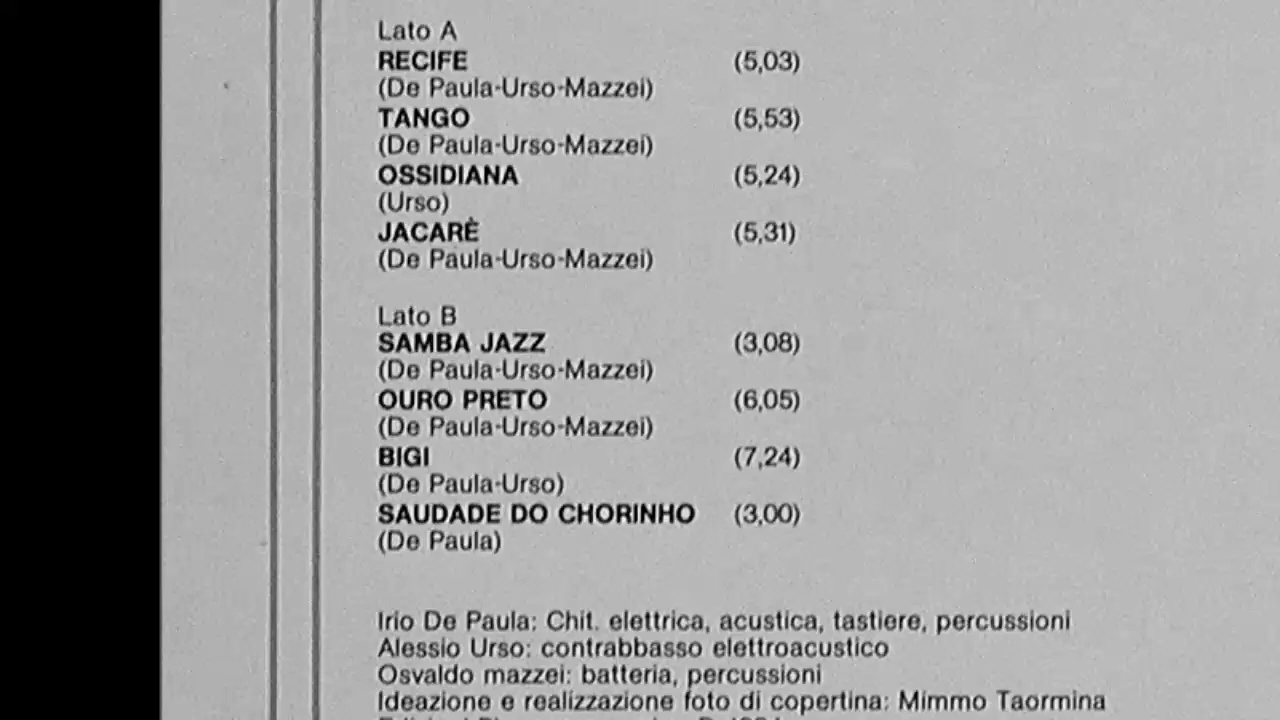 Lato A
RECIFE (5,03)
(De Paula-Urso-Mazzei)
TANGO (5,53)
(De Paula-Urso-Mazzei)
OSSIDIANA (5,24)
(Urso)
JACARÈ (5,31)
(De Paula-Urso-Mazzei)
Lato B
SAMBA JAZZ (3,08)
(De Paula-Urso-Mazzei)
OURO PRETO (6,05)
(De Paula-Urso-Mazzei)
BIGI (7,24)
(De Paula-Urso)
SAUDADE DO CHORINHO (3,00)
(De Paula)
Irio De Paula: Chit. elettrica, acustica, tastiere, percussioni
Alessio Urso: contrabbasso elettroacustico
Osvaldo mazzei: batteria, percussioni
Ideazione e realizzazione foto di copertina: Mimmo Taormina